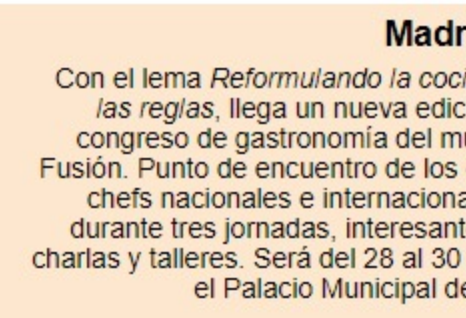 Madr
Con el lema Reformulando la coci
las reglas, llega un nueva edic
congreso de gastronomía del mu
Fusión. Punto de encuentro de los
chefs nacionales e internaciona
durante tres jornadas, interesant
charlas y talleres. Será del 28 al 30
el Palacio Municipal de